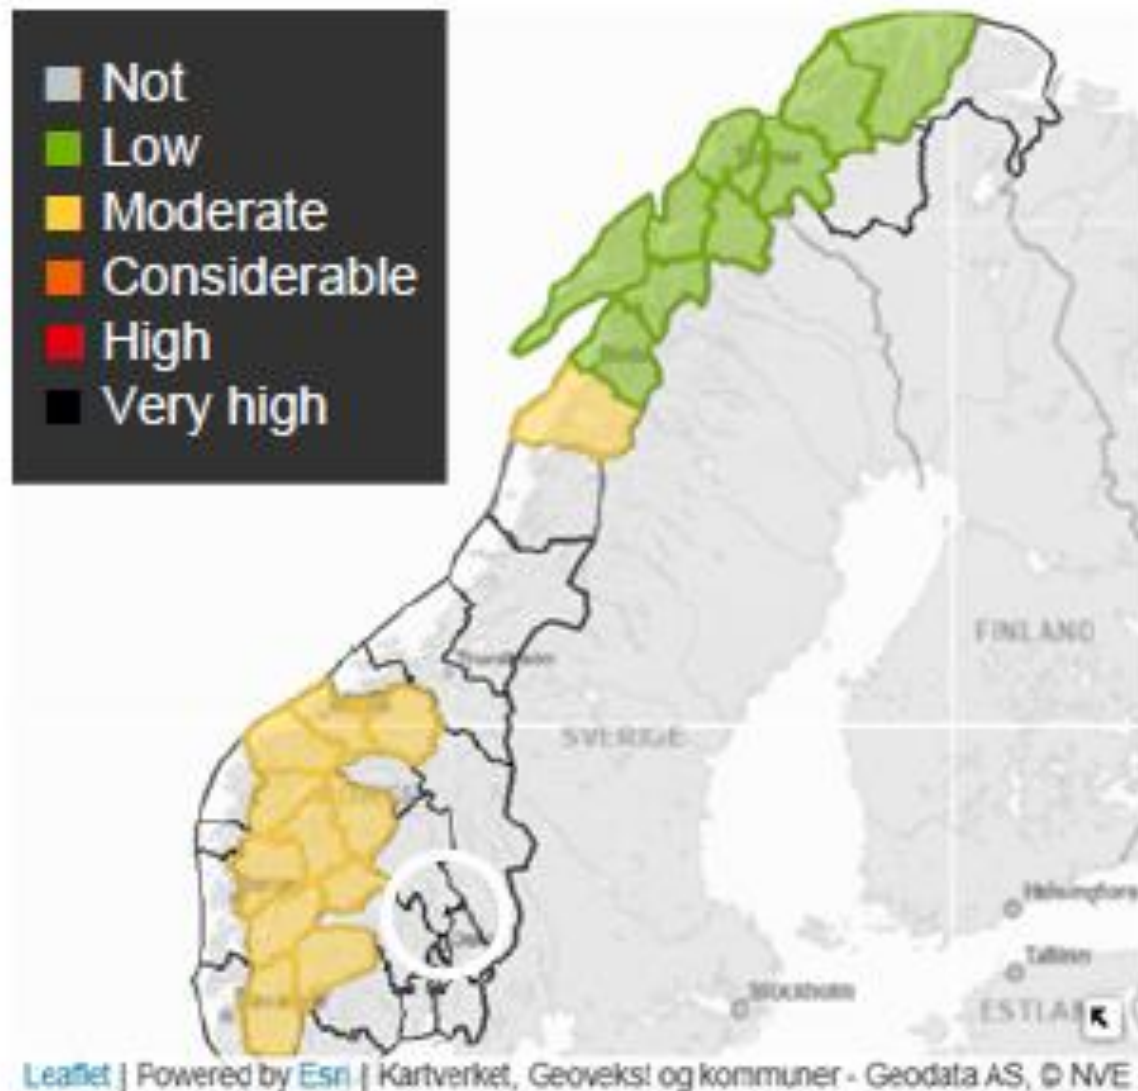 Not
Low
Moderate
Considerable
High
Very high
FINLAND
SVERIGE
Helsingfors
Tallinn
Stockholm
Leaflet | Powered by Esri | Kartverket, Geovekst og kommuner - Geodata AS, © NVE